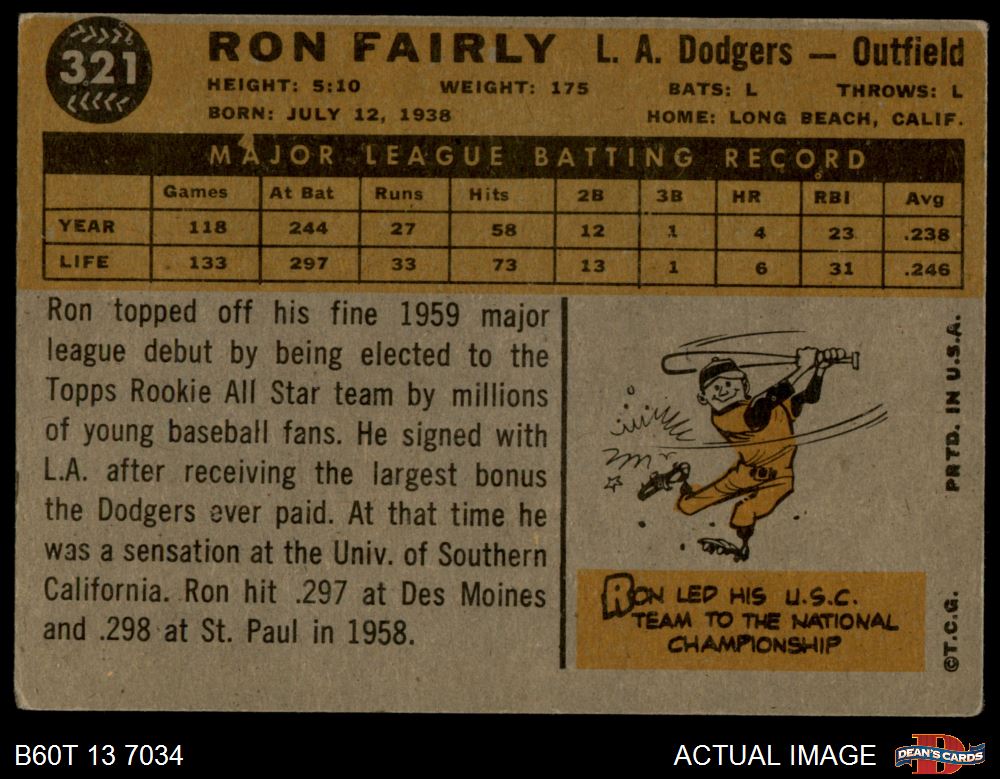 321
RON FAIRLY L. A. Dodgers — Outfield
HEIGHT: 5:10 WEIGHT: 175 BATS: L THROWS: L
BORN: JULY 12, 1938 HOME: LONG BEACH, CALIF.
MAJOR LEAGUE BATTING RECORD
Games At Bat Runs Hits 2B 3B HR RBI Avg
YEAR 118 244 27 58 12 1 4 23 .238
LIFE 133 297 33 73 13 1 6 31 .246
Ron topped off his fine 1959 major
league debut by being elected to the
Topps Rookie All Star team by millions
of young baseball fans. He signed with
L.A. after receiving the largest bonus
the Dodgers ever paid. At that time he
was a sensation at the Univ. of Southern
California. Ron hit .297 at Des Moines
and .298 at St. Paul in 1958.
RON LED HIS U.S.C.
TEAM TO THE NATIONAL
CHAMPIONSHIP
PRTD. IN U.S.A.
©T.C.G.
B60T 13 7034
ACTUAL IMAGE
DEAN'S CARDS